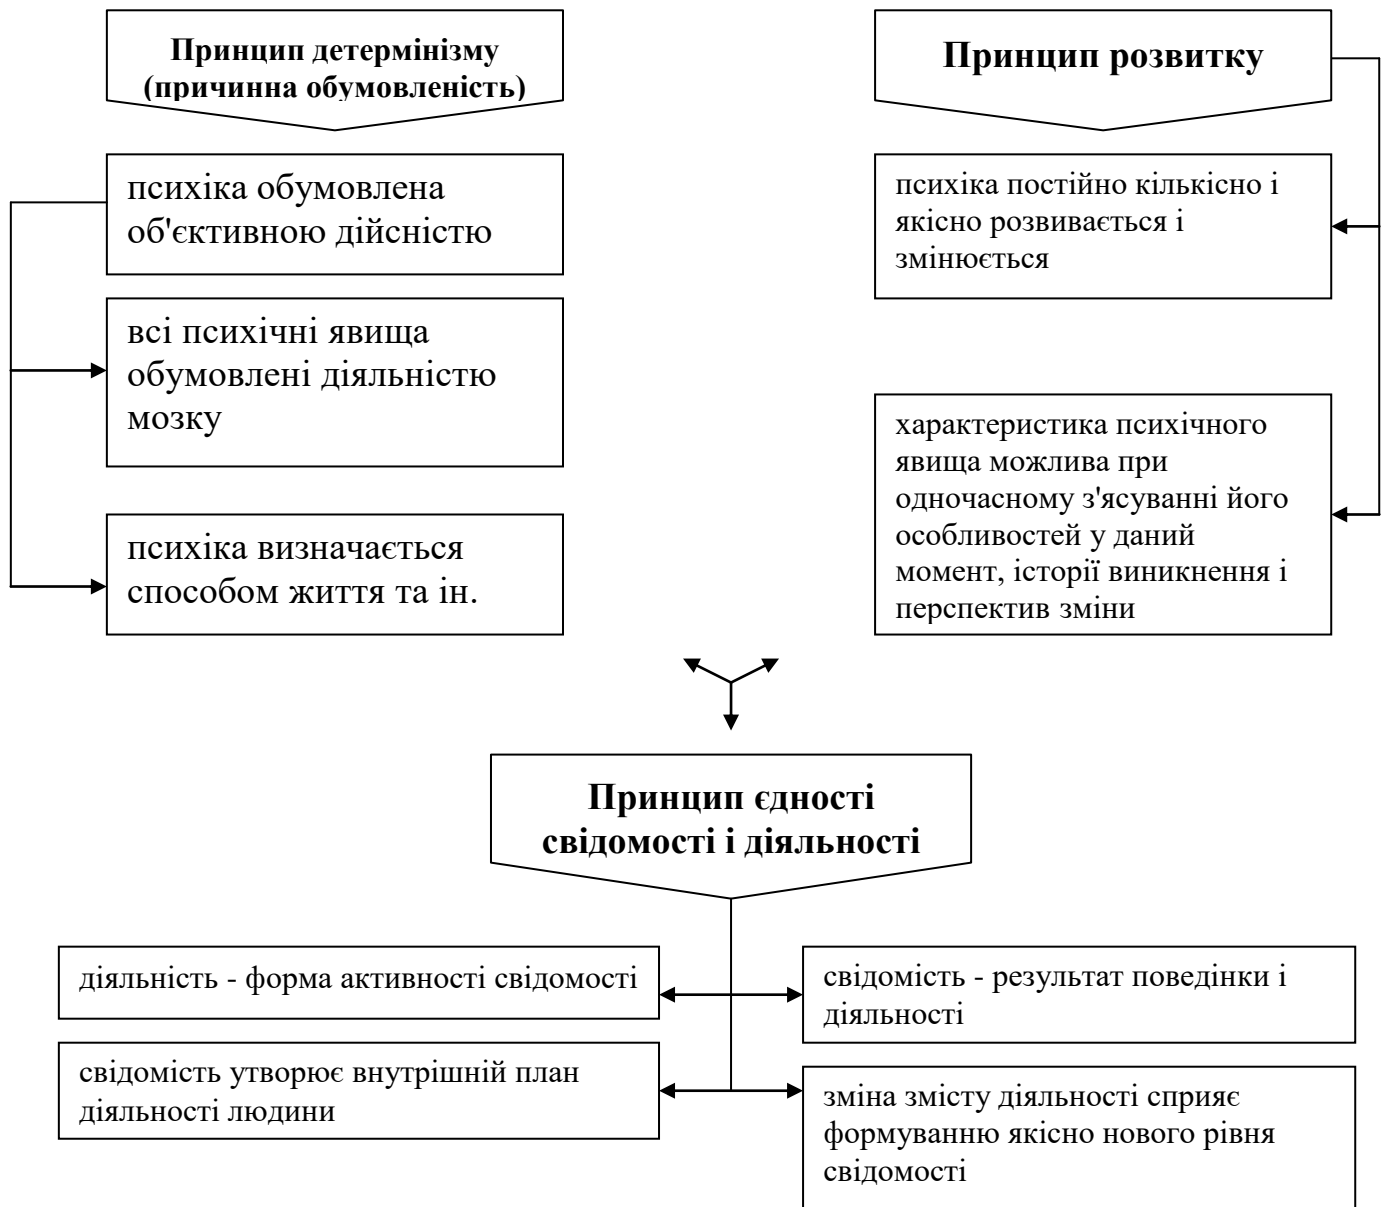 Принцип детермінізму
(причинна обумовленість)
психіка обумовлена
об'єктивною дійсністю
всі психічні явища
обумовлені діяльністю
мозку
психіка визначається
способом життя та ін.
Принцип розвитку
психіка постійно кількісно і
якісно розвивається і
змінюється
характеристика психічного
явища можлива при
одночасному з'ясуванні його
особливостей у даний
момент, історії виникнення і
перспектив зміни
Принцип єдності
свідомості і діяльності
діяльність - форма активності свідомості
свідомість - результат поведінки і
діяльності
свідомість утворює внутрішній план
діяльності людини
зміна змісту діяльності сприяє
формуванню якісно нового рівня
свідомості